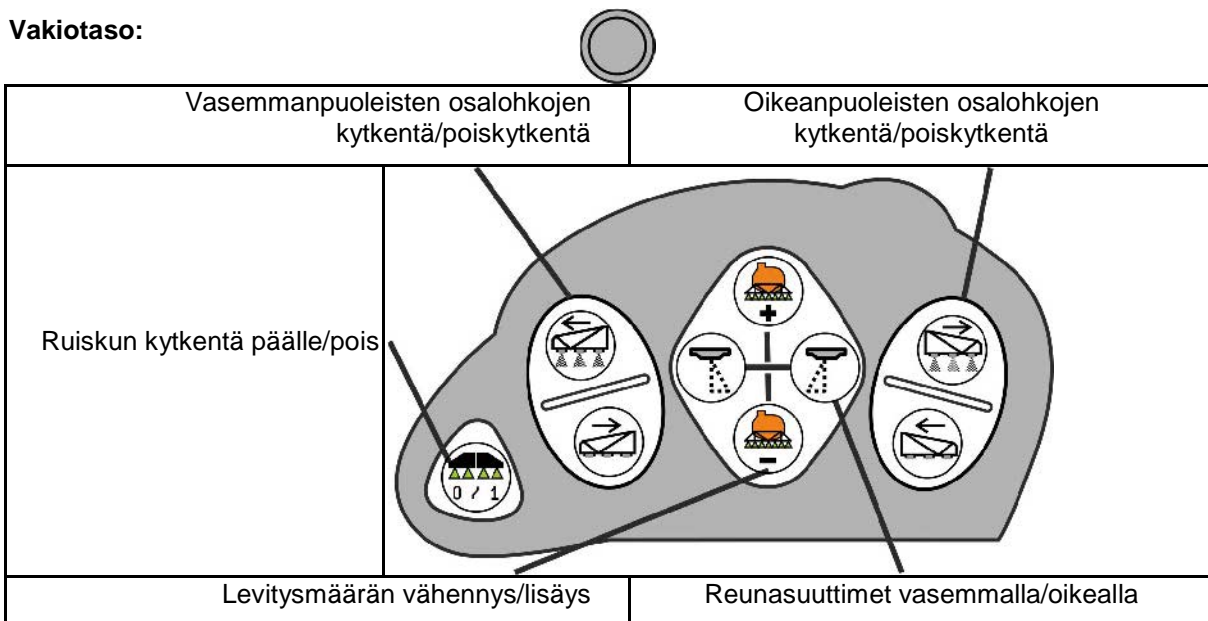 Vakiotaso:
Vasemmanpuoleisten osalohkojen
kytkentä/poiskytkentä
Oikeanpuoleisten osalohkojen
kytkentä/poiskytkentä
Ruiskun kytkentä päälle/pois
+
-
0 / 1
Levitysmäärän vähennys/lisäys
Reunasuuttimet vasemmalla/oikealla